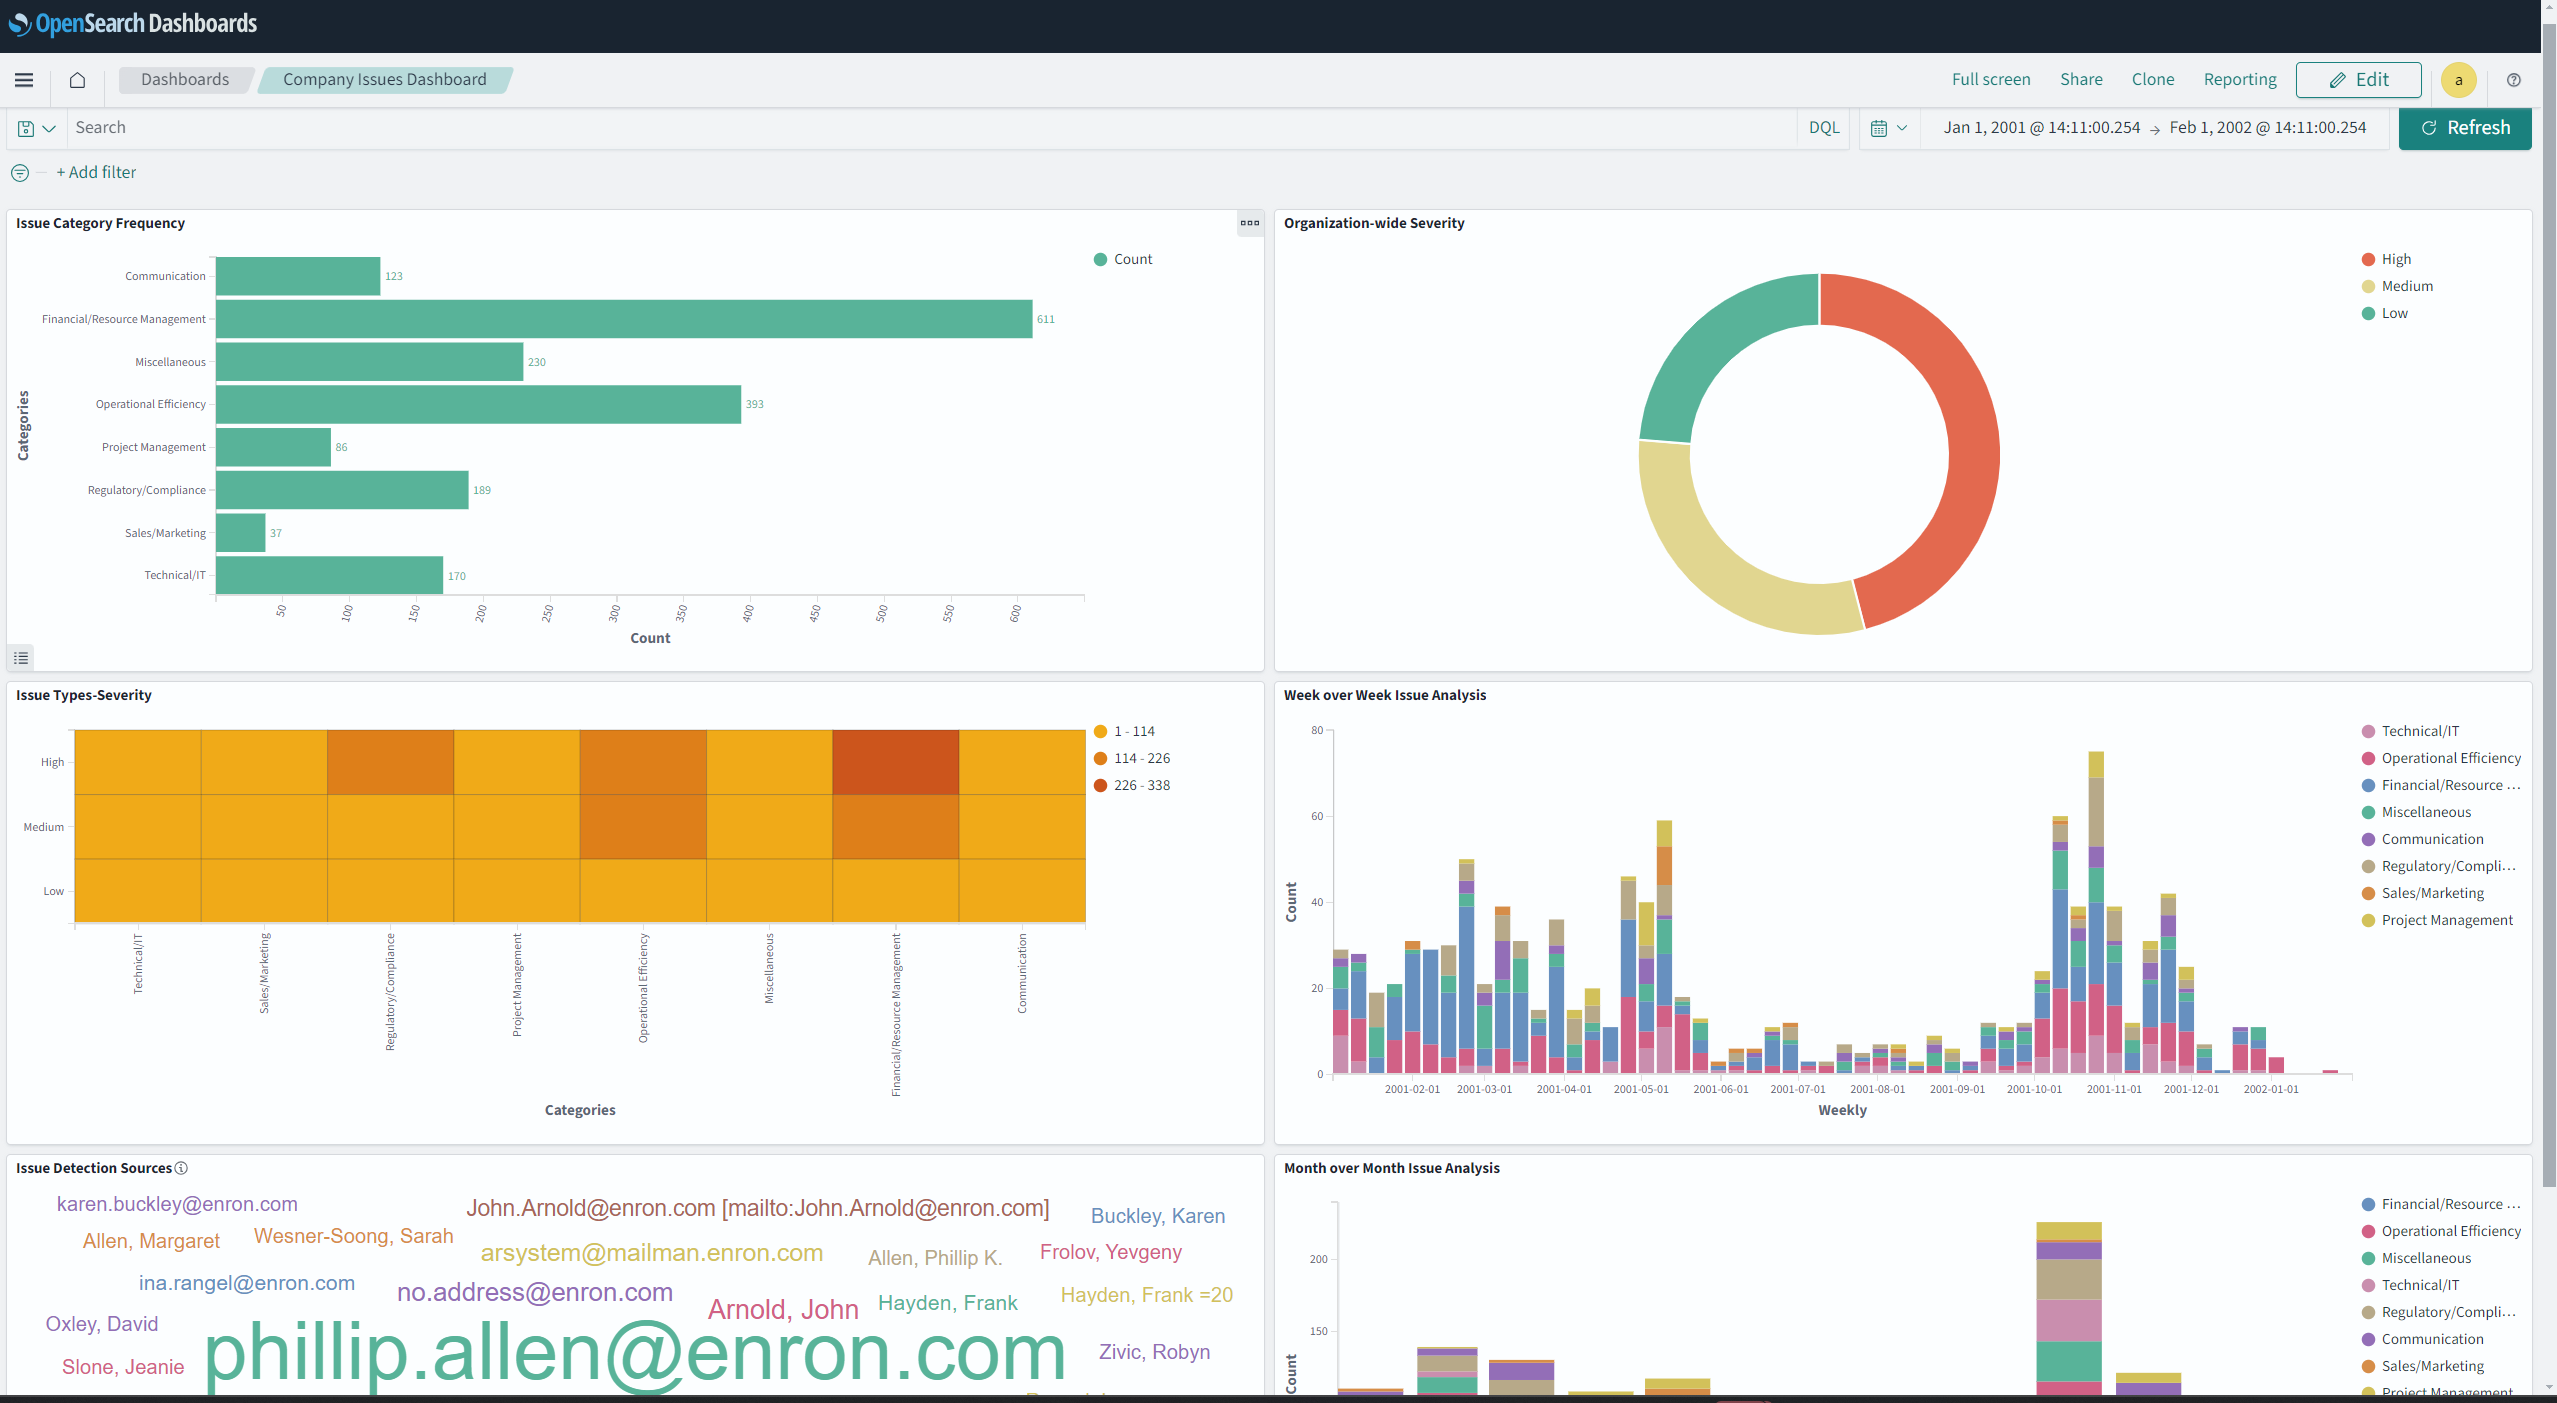 OpenSearch Dashboards
Dashboards
Company Issues Dashboard
Full screen
Share
Clone
Reporting
Edit
a
Search
DQL
Jan 1, 2001 @ 14:11:00.254 → Feb 1, 2002 @ 14:11:00.254
Refresh
+ Add filter
Issue Category Frequency
Categories
Communication 123
Financial/Resource Management 611
Miscellaneous 230
Operational Efficiency 393
Project Management 86
Regulatory/Compliance 189
Sales/Marketing 37
Technical/IT 170
50 100 150 200 250 300 350 400 450 500 550 600
Count
Count
Organization-wide Severity
High
Medium
Low
Issue Types-Severity
High
Medium
Low
Technical/IT
Sales/Marketing
Regulatory/Compliance
Project Management
Operational Efficiency
Miscellaneous
Financial/Resource Management
Communication
Categories
1 - 114
114 - 226
226 - 338
Week over Week Issue Analysis
Count
80
60
40
20
0
2001-02-01 2001-03-01 2001-04-01 2001-05-01 2001-06-01 2001-07-01 2001-08-01 2001-09-01 2001-10-01 2001-11-01 2001-12-01 2002-01-01
Weekly
Technical/IT
Operational Efficiency
Financial/Resource ...
Miscellaneous
Communication
Regulatory/Compli...
Sales/Marketing
Project Management
Issue Detection Sources
karen.buckley@enron.com
John.Arnold@enron.com [mailto:John.Arnold@enron.com]
Buckley, Karen
Allen, Margaret
Wesner-Soong, Sarah
arsystem@mailman.enron.com
Allen, Phillip K.
Frolov, Yevgeny
ina.rangel@enron.com
no.address@enron.com
Arnold, John
Hayden, Frank
Hayden, Frank =20
Oxley, David
phillip.allen@enron.com
Zivic, Robyn
Slone, Jeanie
Month over Month Issue Analysis
Count
200
150
Financial/Resource ...
Operational Efficiency
Miscellaneous
Technical/IT
Regulatory/Compli...
Communication
Sales/Marketing
Project Management